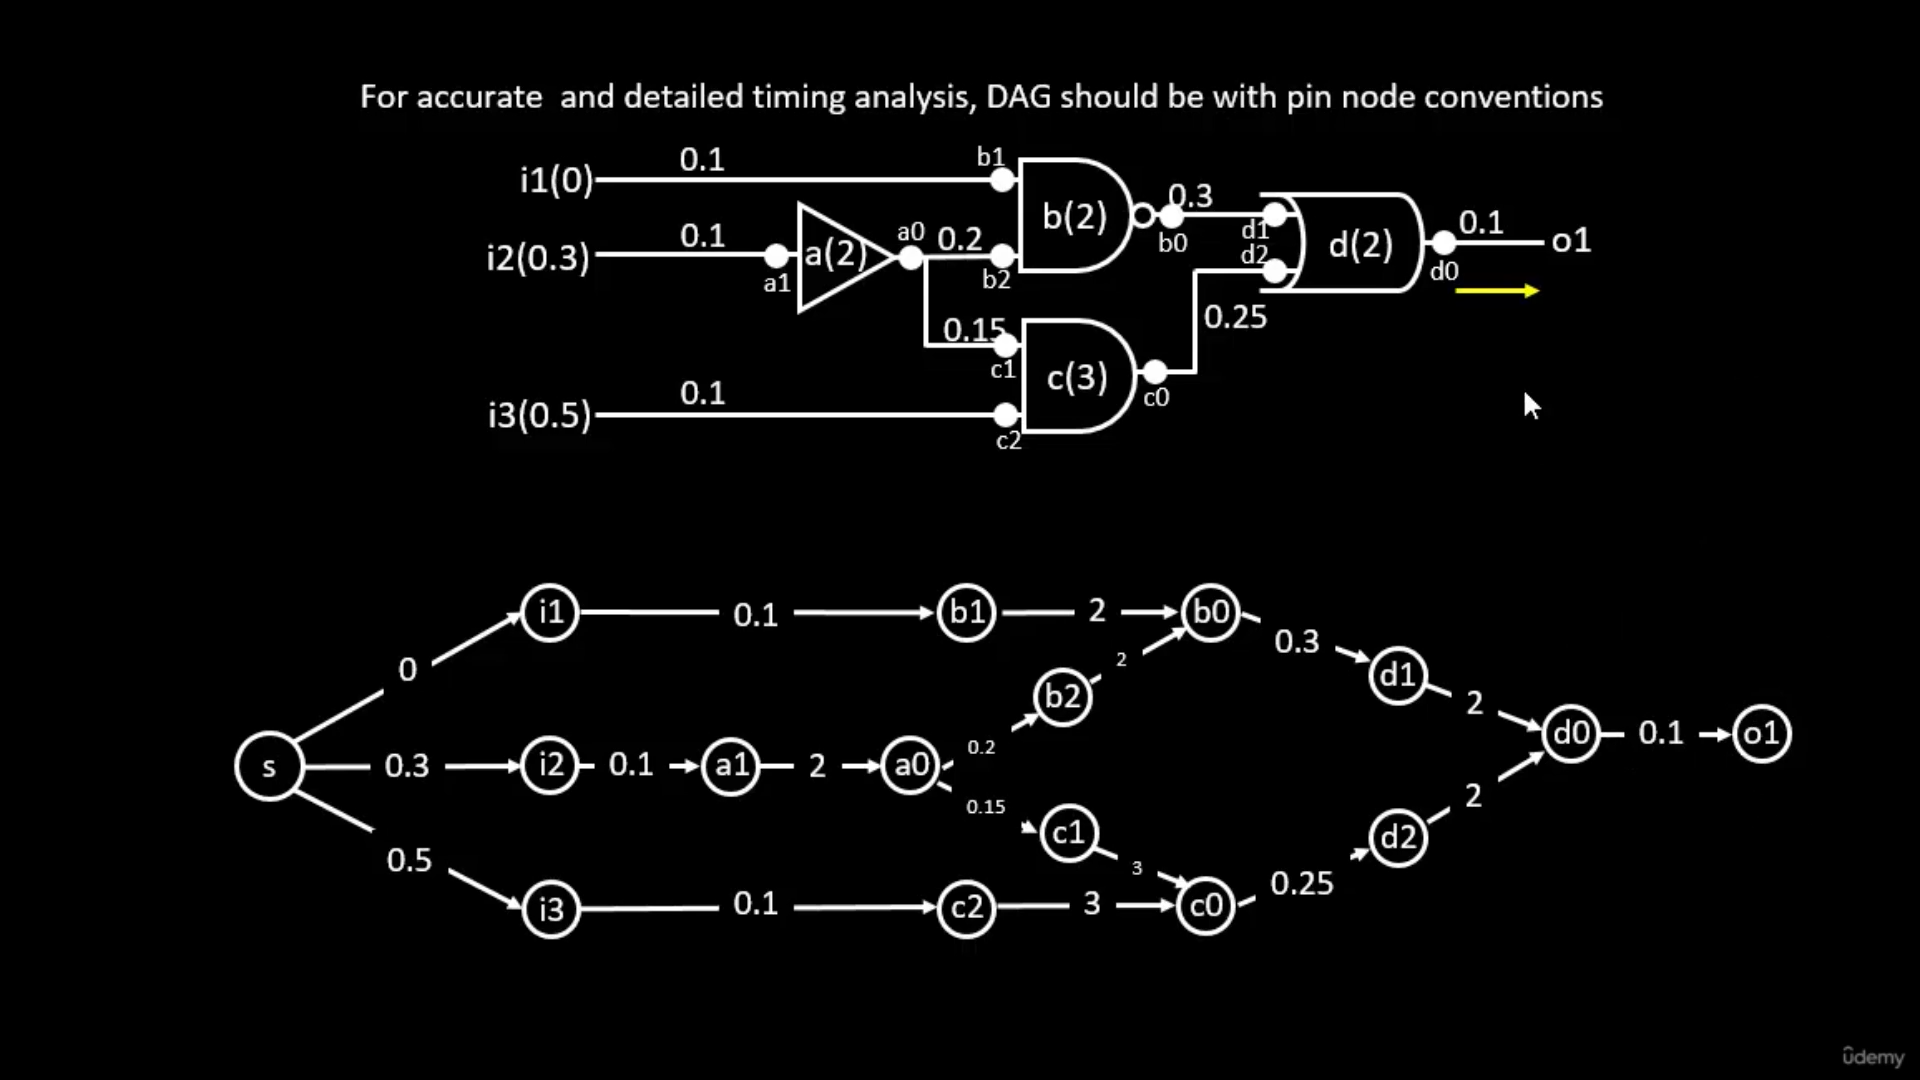 For accurate and detailed timing analysis, DAG should be with pin node conventions
i1(0) 0.1 b1
b(2) 0.3 b0
i2(0.3) 0.1 a1 a(2) a0 0.2 b2
d1 d2 d(2) d0 0.1 o1
0.15 c1 c(3) c0 0.25
i3(0.5) 0.1 c2
i1 0.1 b1 2 b0 0.3 d1
0 2 b2 2
s 0.3 i2 0.1 a1 2 a0 0.2 d0 0.1 o1
0.15 c1 3 2 d2
0.5 i3 0.1 c2 3 c0 0.25
ûdemy